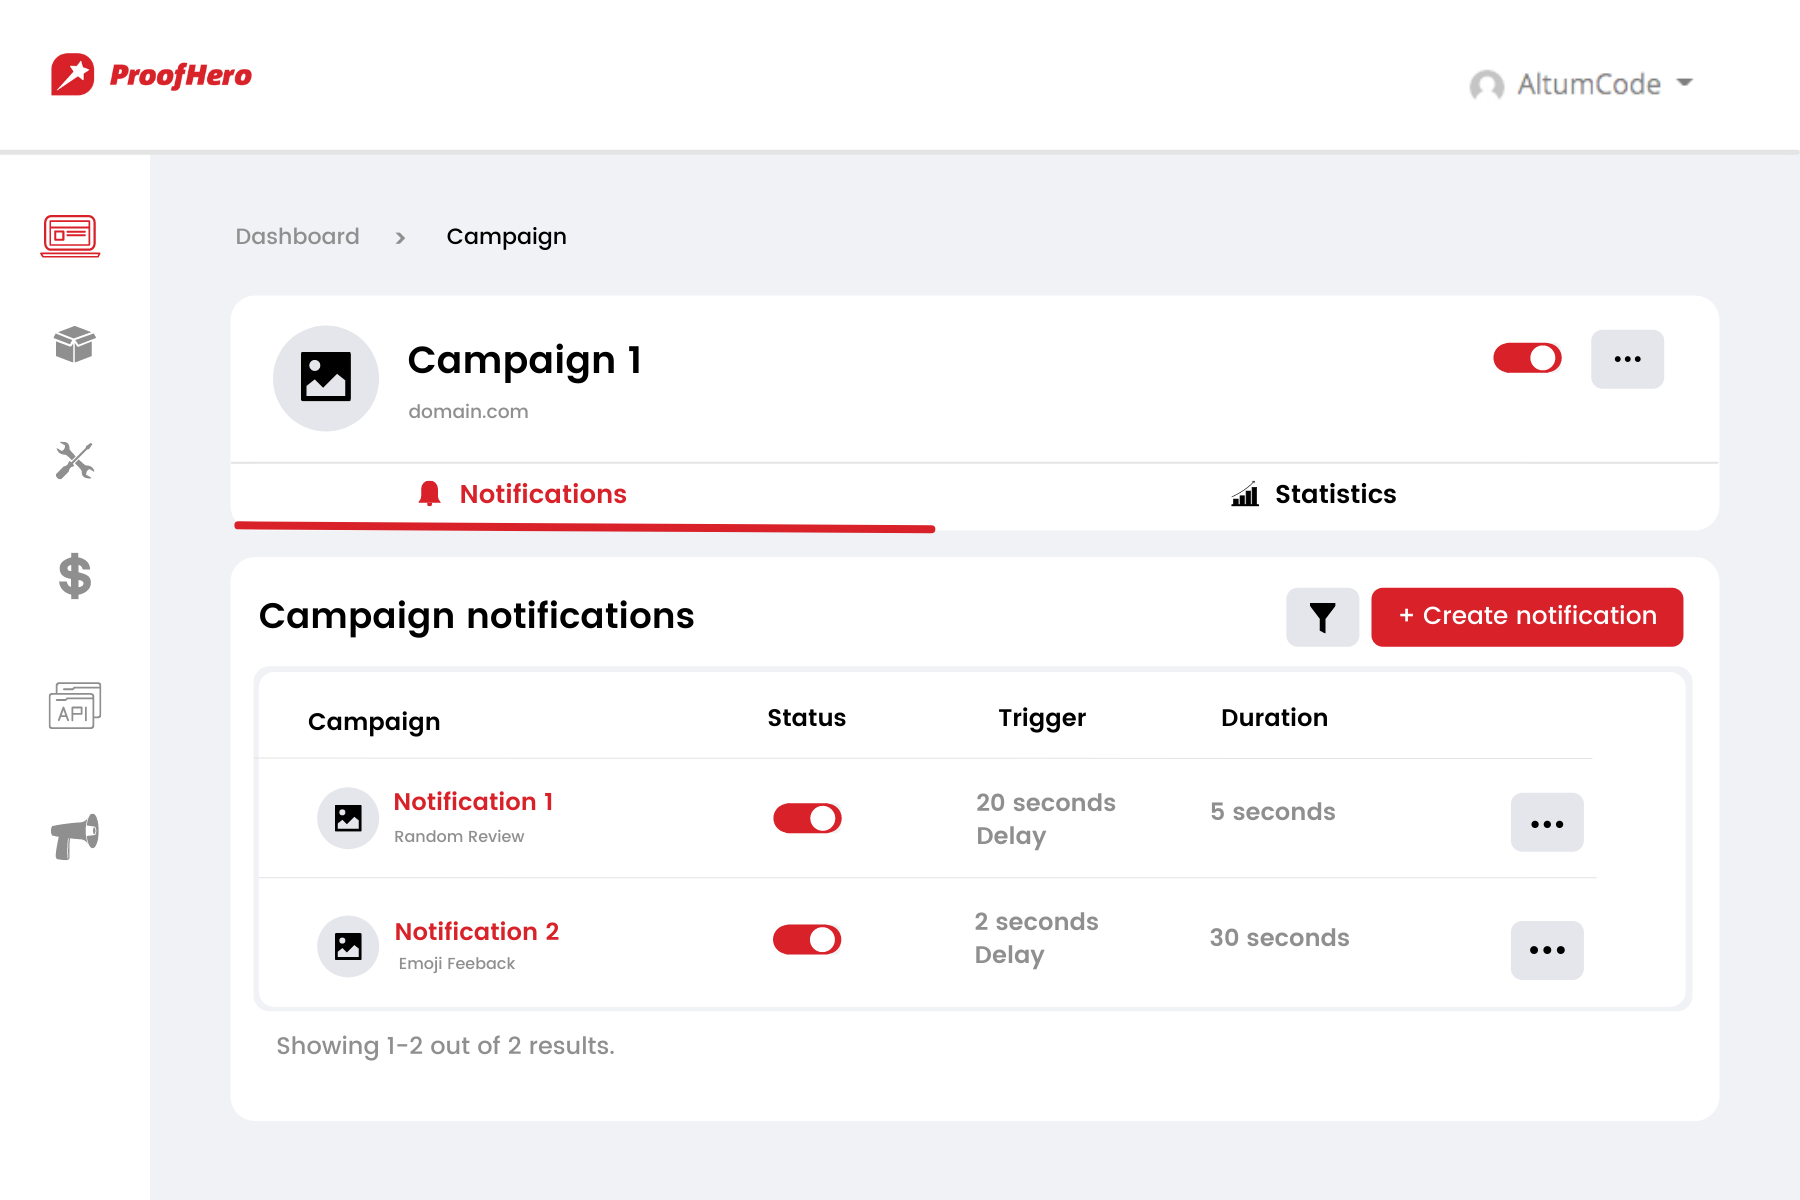 ProofHero
AltumCode
Dashboard > Campaign
Campaign 1
domain.com
Notifications
Statistics
Campaign notifications
+ Create notification
Campaign Status Trigger Duration
Notification 1
Random Review
20 seconds
Delay
5 seconds
Notification 2
Emoji Feeback
2 seconds
Delay
30 seconds
API
Showing 1-2 out of 2 results.